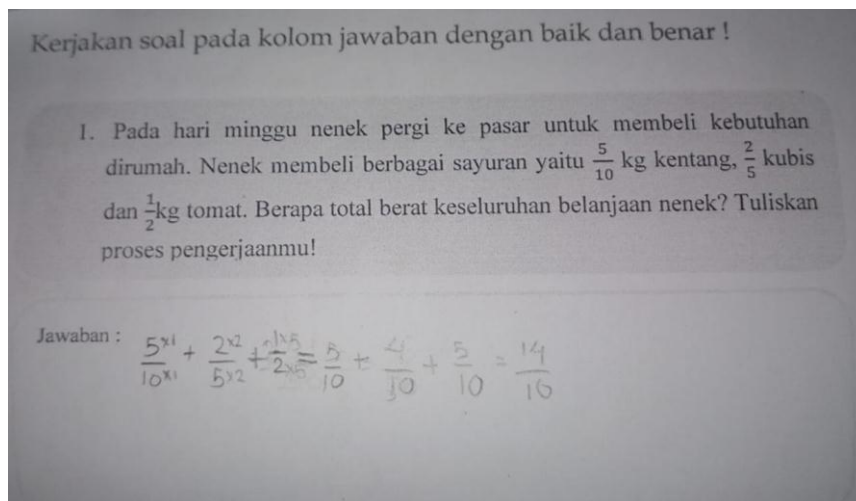 Kerjakan soal pada kolom jawaban dengan baik dan benar !
1. Pada hari minggu nenek pergi ke pasar untuk membeli kebutuhan
dirumah. Nenek membeli berbagai sayuran yaitu 5/10 kg kentang, 2/5 kubis
dan 1/2 kg tomat. Berapa total berat keseluruhan belanjaan nenek? Tuliskan
proses pengerjaanmu!
Jawaban : 5×1/10×1 + 2×2/5×2 + 1×5/2×5 = 5/10 + 4/10 + 5/10 = 14/10